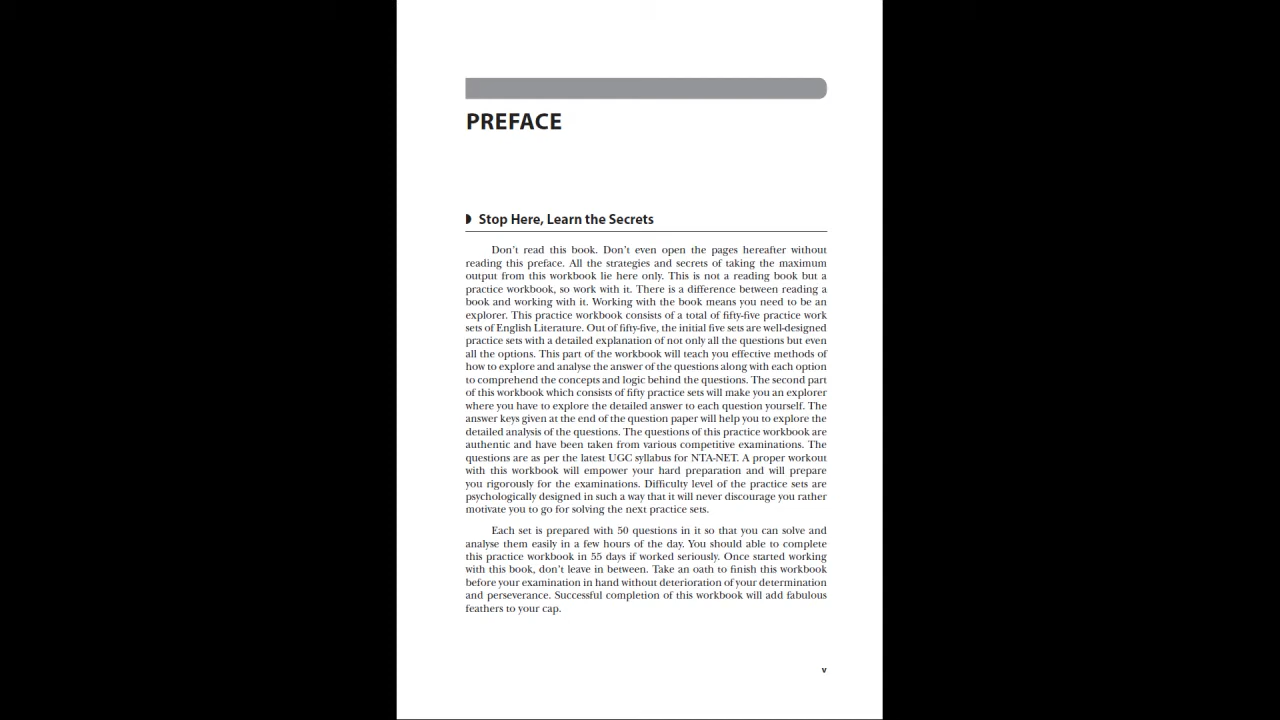 PREFACE
Stop Here, Learn the Secrets
Don't read this book. Don't even open the pages hereafter without
reading this preface. All the strategies and secrets of taking the maximum
output from this workbook lie here only. This is not a reading book but a
practice workbook, so work with it. There is a difference between reading a
book and working with it. Working with the book means you need to be an
explorer. This practice workbook consists of a total of fifty-five practice work
sets of English Literature. Out of fifty-five, the initial five sets are well-designed
practice sets with a detailed explanation of not only all the questions but even
all the options. This part of the workbook will teach you effective methods of
how to explore and analyse the answer of the questions along with each option
to comprehend the concepts and logic behind the questions. The second part
of this workbook which consists of fifty practice sets will make you an explorer
where you have to explore the detailed answer to each question yourself. The
answer keys given at the end of the question paper will help you to explore the
detailed analysis of the questions. The questions of this practice workbook are
authentic and have been taken from various competitive examinations. The
questions are as per the latest UGC syllabus for NTA-NET. A proper workout
with this workbook will empower your hard preparation and will prepare
you rigorously for the examinations. Difficulty level of the practice sets are
psychologically designed in such a way that it will never discourage you rather
motivate you to go for solving the next practice sets.
Each set is prepared with 50 questions in it so that you can solve and
analyse them easily in a few hours of the day. You should able to complete
this practice workbook in 55 days if worked seriously. Once started working
with this book, don't leave in between. Take an oath to finish this workbook
before your examination in hand without deterioration of your determination
and perseverance. Successful completion of this workbook will add fabulous
feathers to your cap.
v